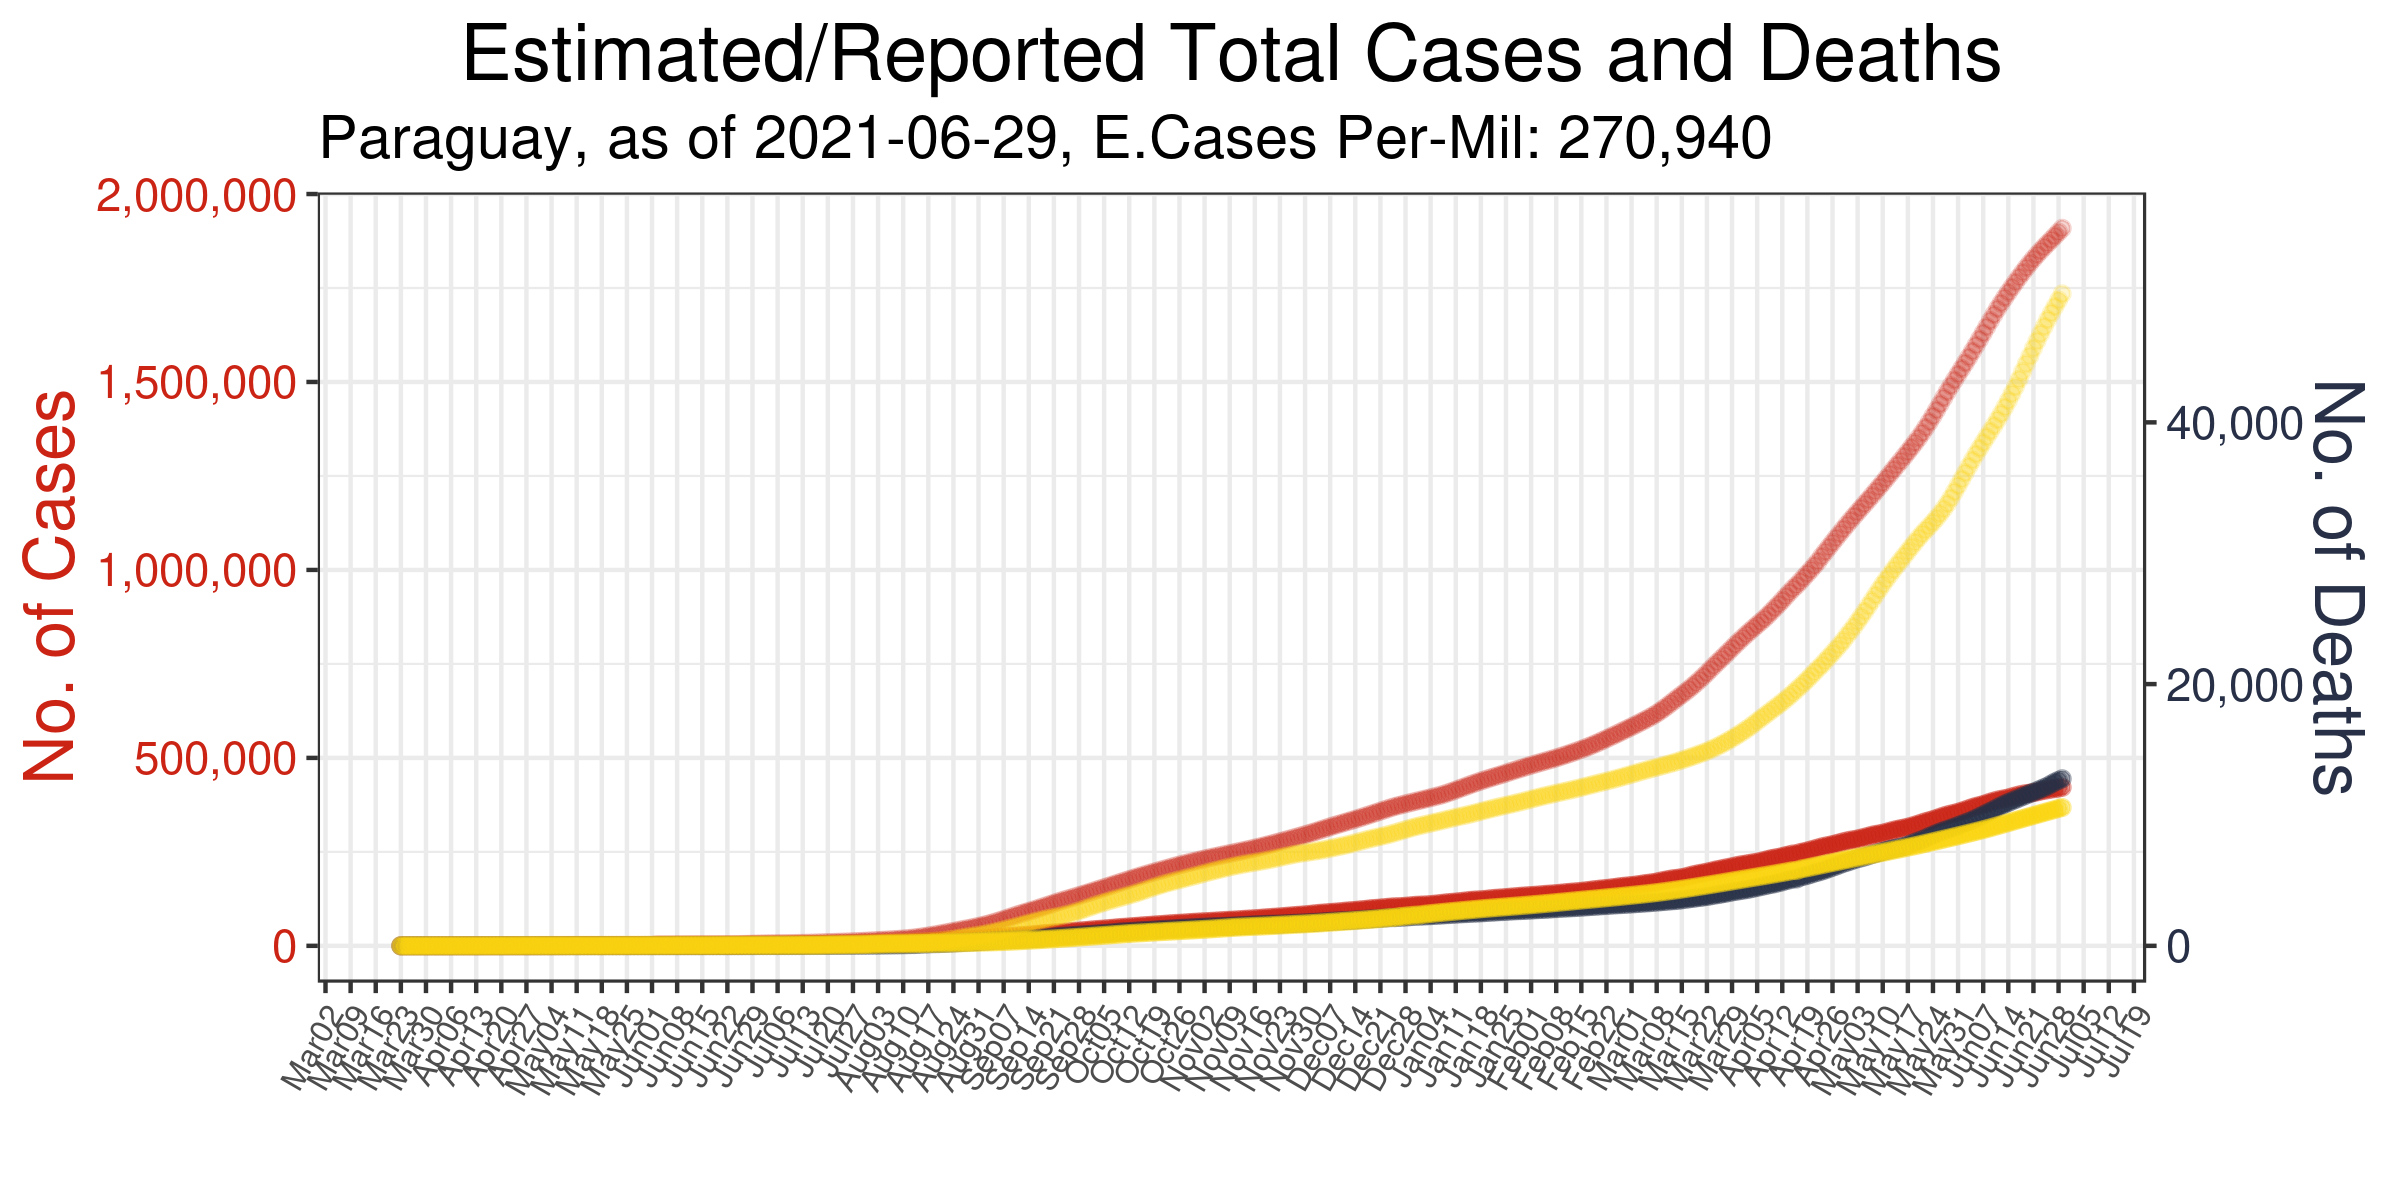 Estimated/Reported Total Cases and Deaths
Paraguay, as of 2021-06-29, E.Cases Per-Mil: 270,940
No. of Cases
2,000,000
1,500,000
1,000,000
500,000
0
No. of Deaths
40,000
20,000
0
Mar02
Mar09
Mar16
Mar23
Mar30
Apr06
Apr13
Apr20
Apr27
May04
May11
May18
May25
Jun01
Jun08
Jun15
Jun22
Jun29
Jul06
Jul13
Jul20
Jul27
Aug03
Aug10
Aug17
Aug24
Aug31
Sep07
Sep14
Sep21
Sep28
Oct05
Oct12
Oct19
Oct26
Nov02
Nov09
Nov16
Nov23
Nov30
Dec07
Dec14
Dec21
Dec28
Jan04
Jan11
Jan18
Jan25
Feb01
Feb08
Feb15
Feb22
Mar01
Mar08
Mar15
Mar22
Mar29
Apr05
Apr12
Apr19
Apr26
May03
May10
May17
May24
May31
Jun07
Jun14
Jun21
Jun28
Jul05
Jul12
Jul19